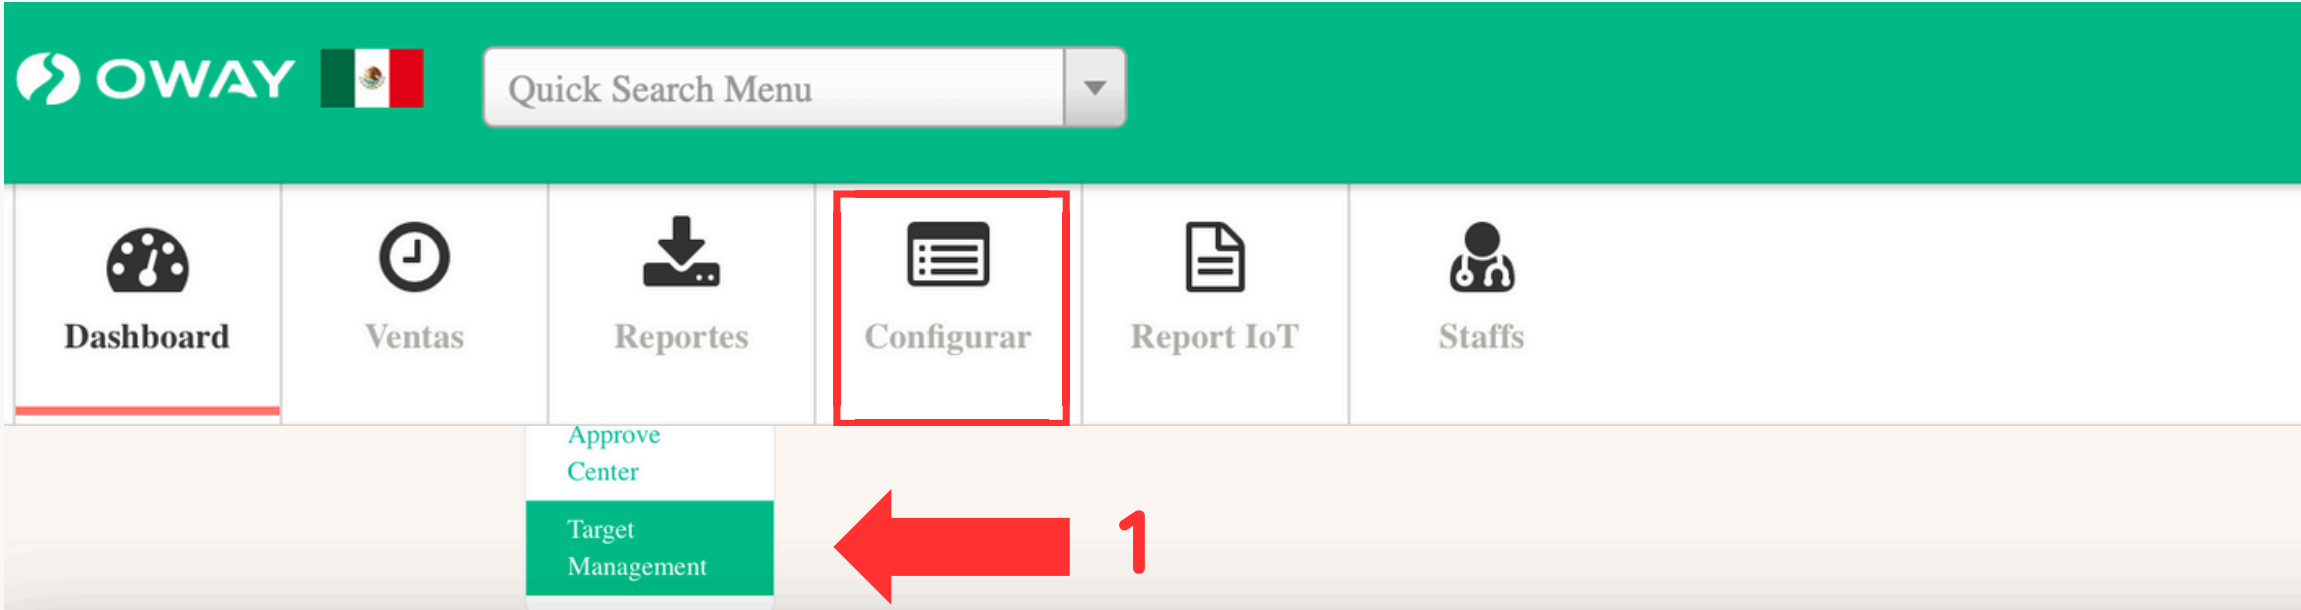 OWAY
Quick Search Menu
Dashboard
Ventas
Reportes
Configurar
Report IoT
Staffs
Approve
Center
Target
Management
1